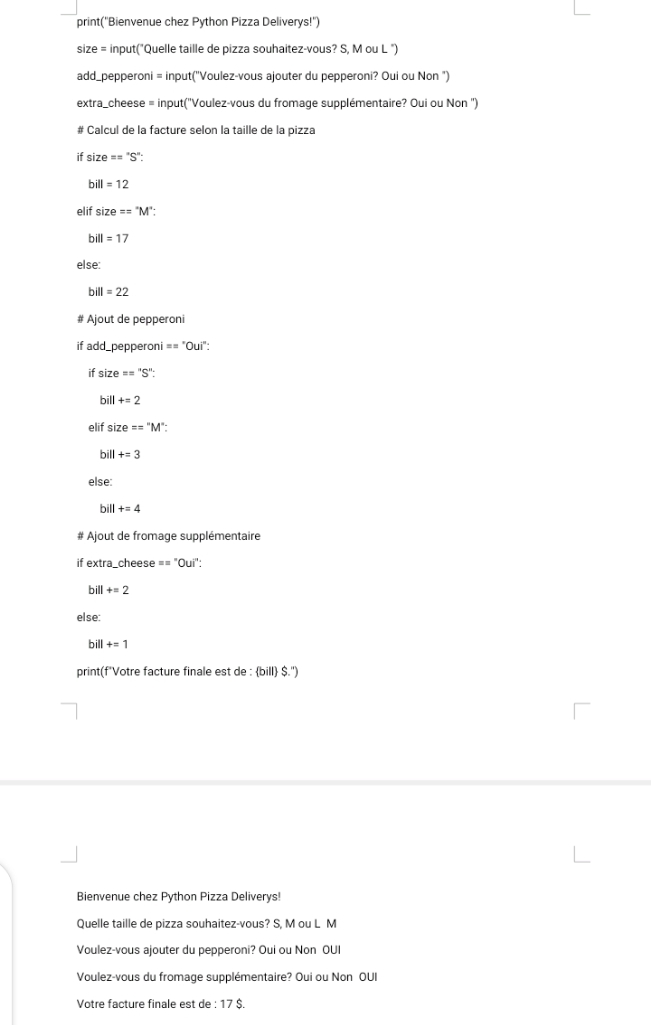 print("Bienvenue chez Python Pizza Deliverys!")
size = input("Quelle taille de pizza souhaitez-vous? S, M ou L ")
add_pepperoni = input("Voulez-vous ajouter du pepperoni? Oui ou Non ")
extra_cheese = input("Voulez-vous du fromage supplémentaire? Oui ou Non ")
# Calcul de la facture selon la taille de la pizza
if size == "S":
    bill = 12
elif size == "M":
    bill = 17
else:
    bill = 22
# Ajout de pepperoni
if add_pepperoni == "Oui":
    if size == "S":
        bill += 2
    elif size == "M":
        bill += 3
    else:
        bill += 4
# Ajout de fromage supplémentaire
if extra_cheese == "Oui":
    bill += 2
else:
    bill += 1
print(f"Votre facture finale est de : {bill} $.")
Bienvenue chez Python Pizza Deliverys!
Quelle taille de pizza souhaitez-vous? S, M ou L  M
Voulez-vous ajouter du pepperoni? Oui ou Non  OUI
Voulez-vous du fromage supplémentaire? Oui ou Non  OUI
Votre facture finale est de : 17 $.